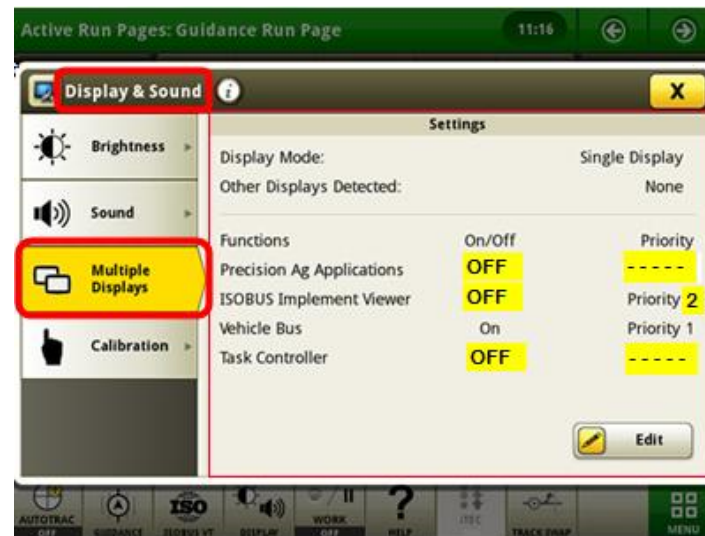 Active Run Pages: Guidance Run Page 11:16
Display & Sound i X
Settings
Brightness
Display Mode: Single Display
Other Displays Detected: None
Sound
Functions On/Off Priority
Multiple
Displays
Precision Ag Applications OFF -----
ISOBUS Implement Viewer OFF Priority 2
Vehicle Bus On Priority 1
Calibration
Task Controller OFF -----
Edit
AUTOTRAC
OFF
GUIDANCE
ISO
ISOBUS VT
DISPLAY
WORK
OFF
?
HELP
ITEC
TRACK SWAP
MENU